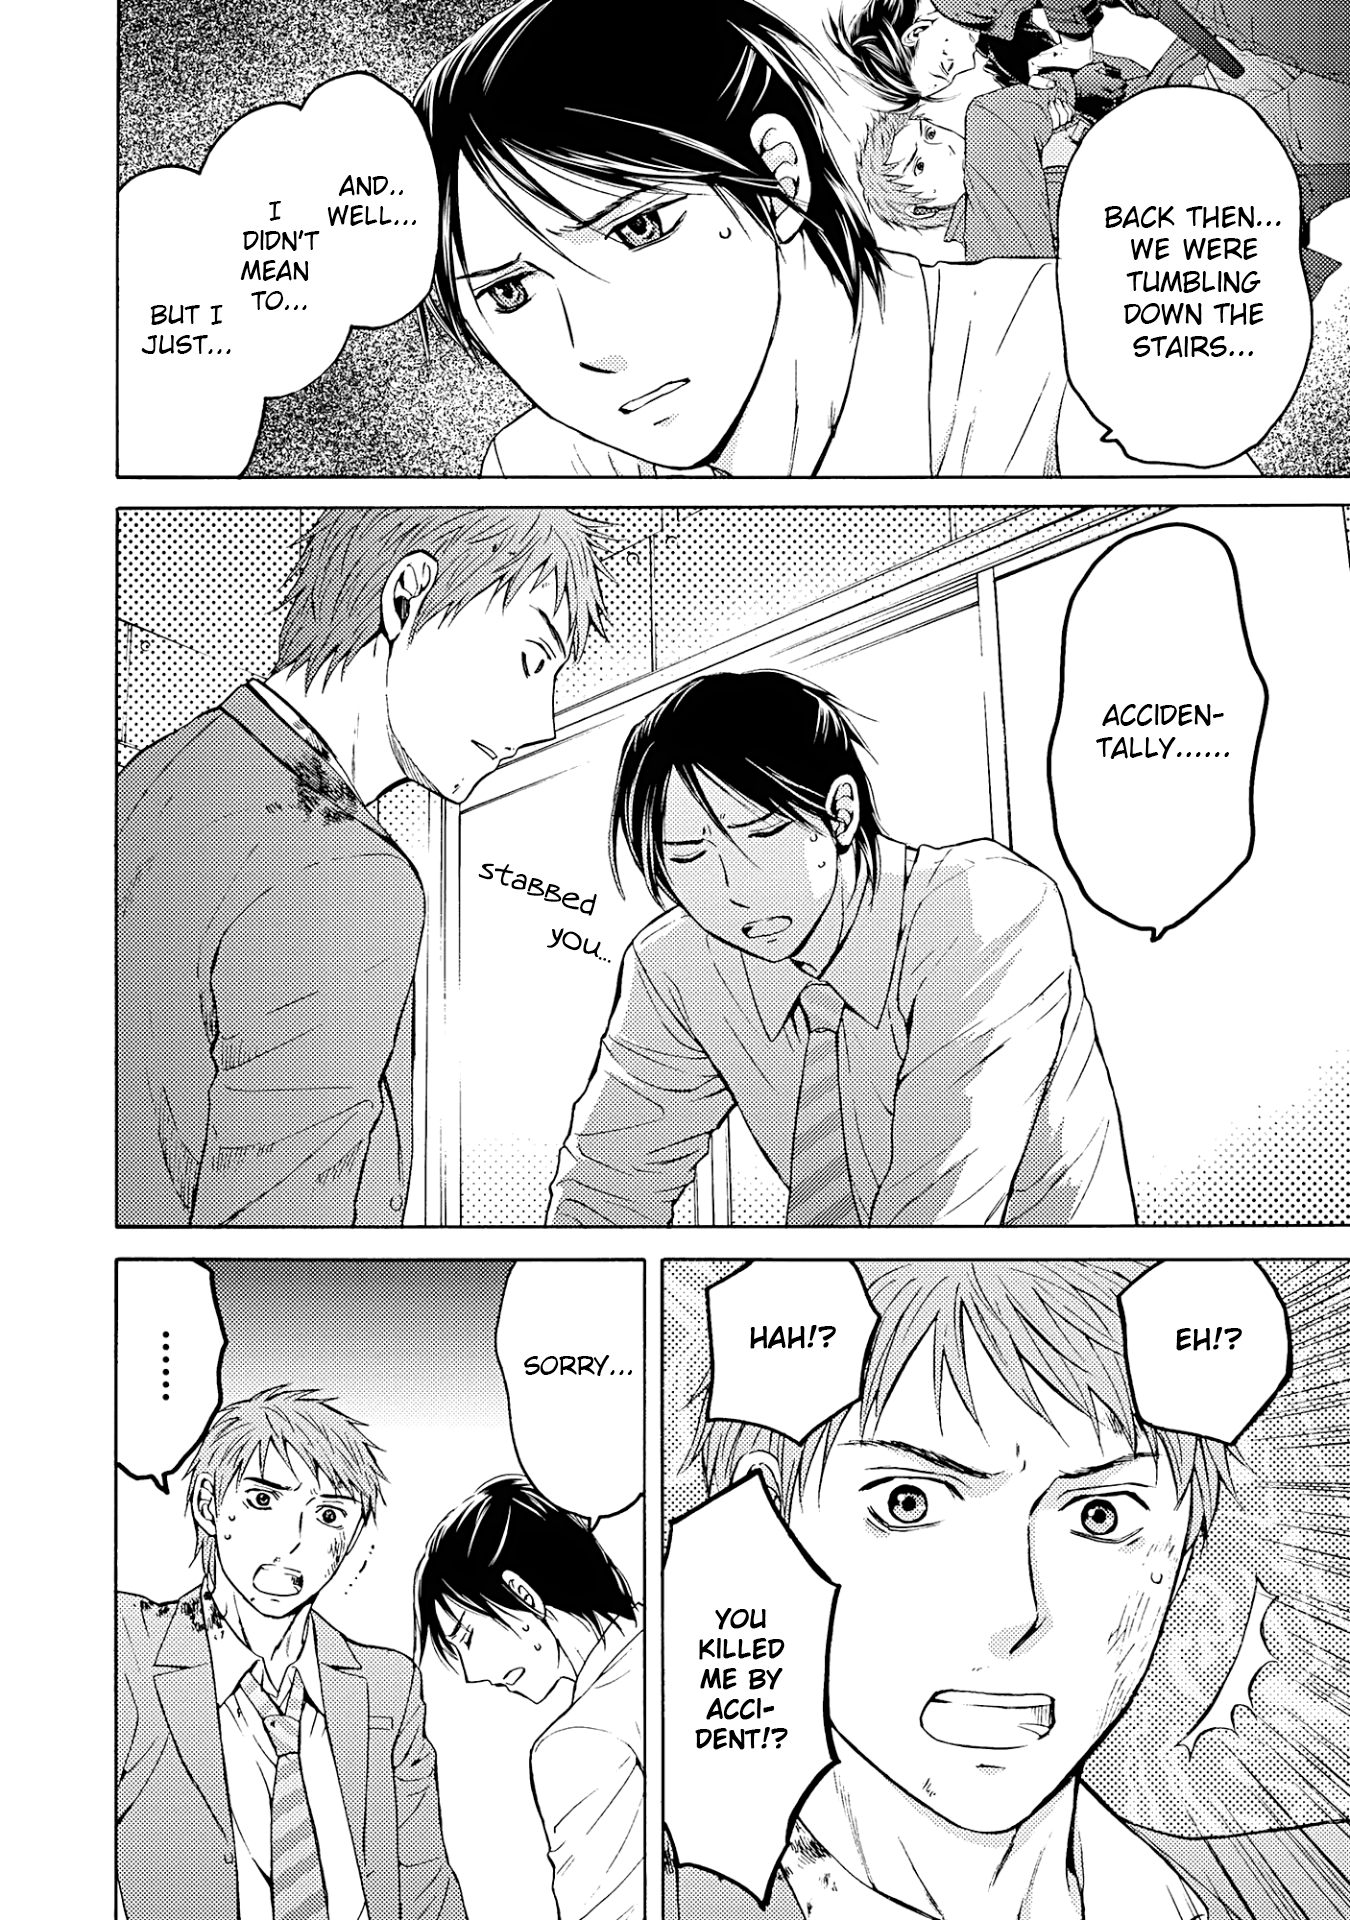 BACK THEN...
WE WERE
TUMBLING
DOWN THE
STAIRS...
AND..
WELL...
I
DIDN'T
MEAN
TO...
BUT I
JUST...
ACCIDEN-
TALLY......
stabbed
you...
EH!?
HAH!?
YOU
KILLED
ME BY
ACCI-
DENT!?
SORRY...
......